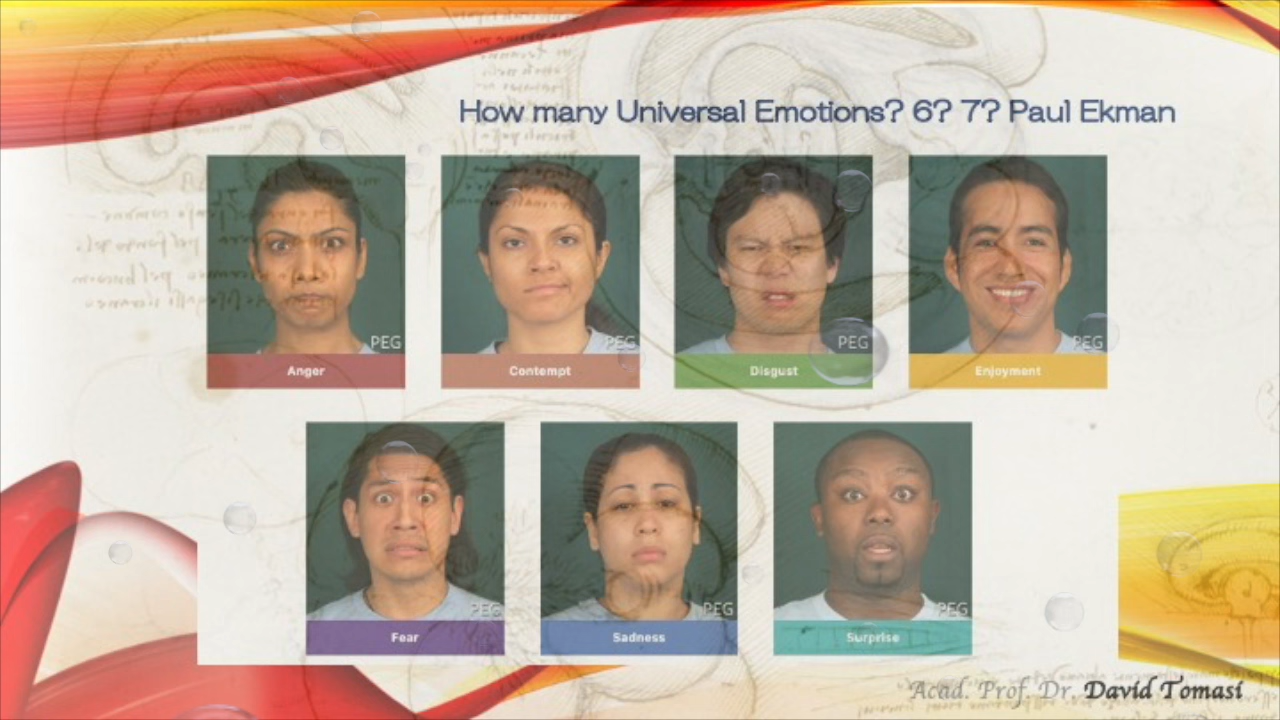 How many Universal Emotions? 6? 7? Paul Ekman
PEG
PEG
PEG
PEG
Anger
Contempt
Disgust
Enjoyment
PEG
PEG
PEG
Fear
Sadness
Surprise
Acad. Prof. Dr. David Tomasi